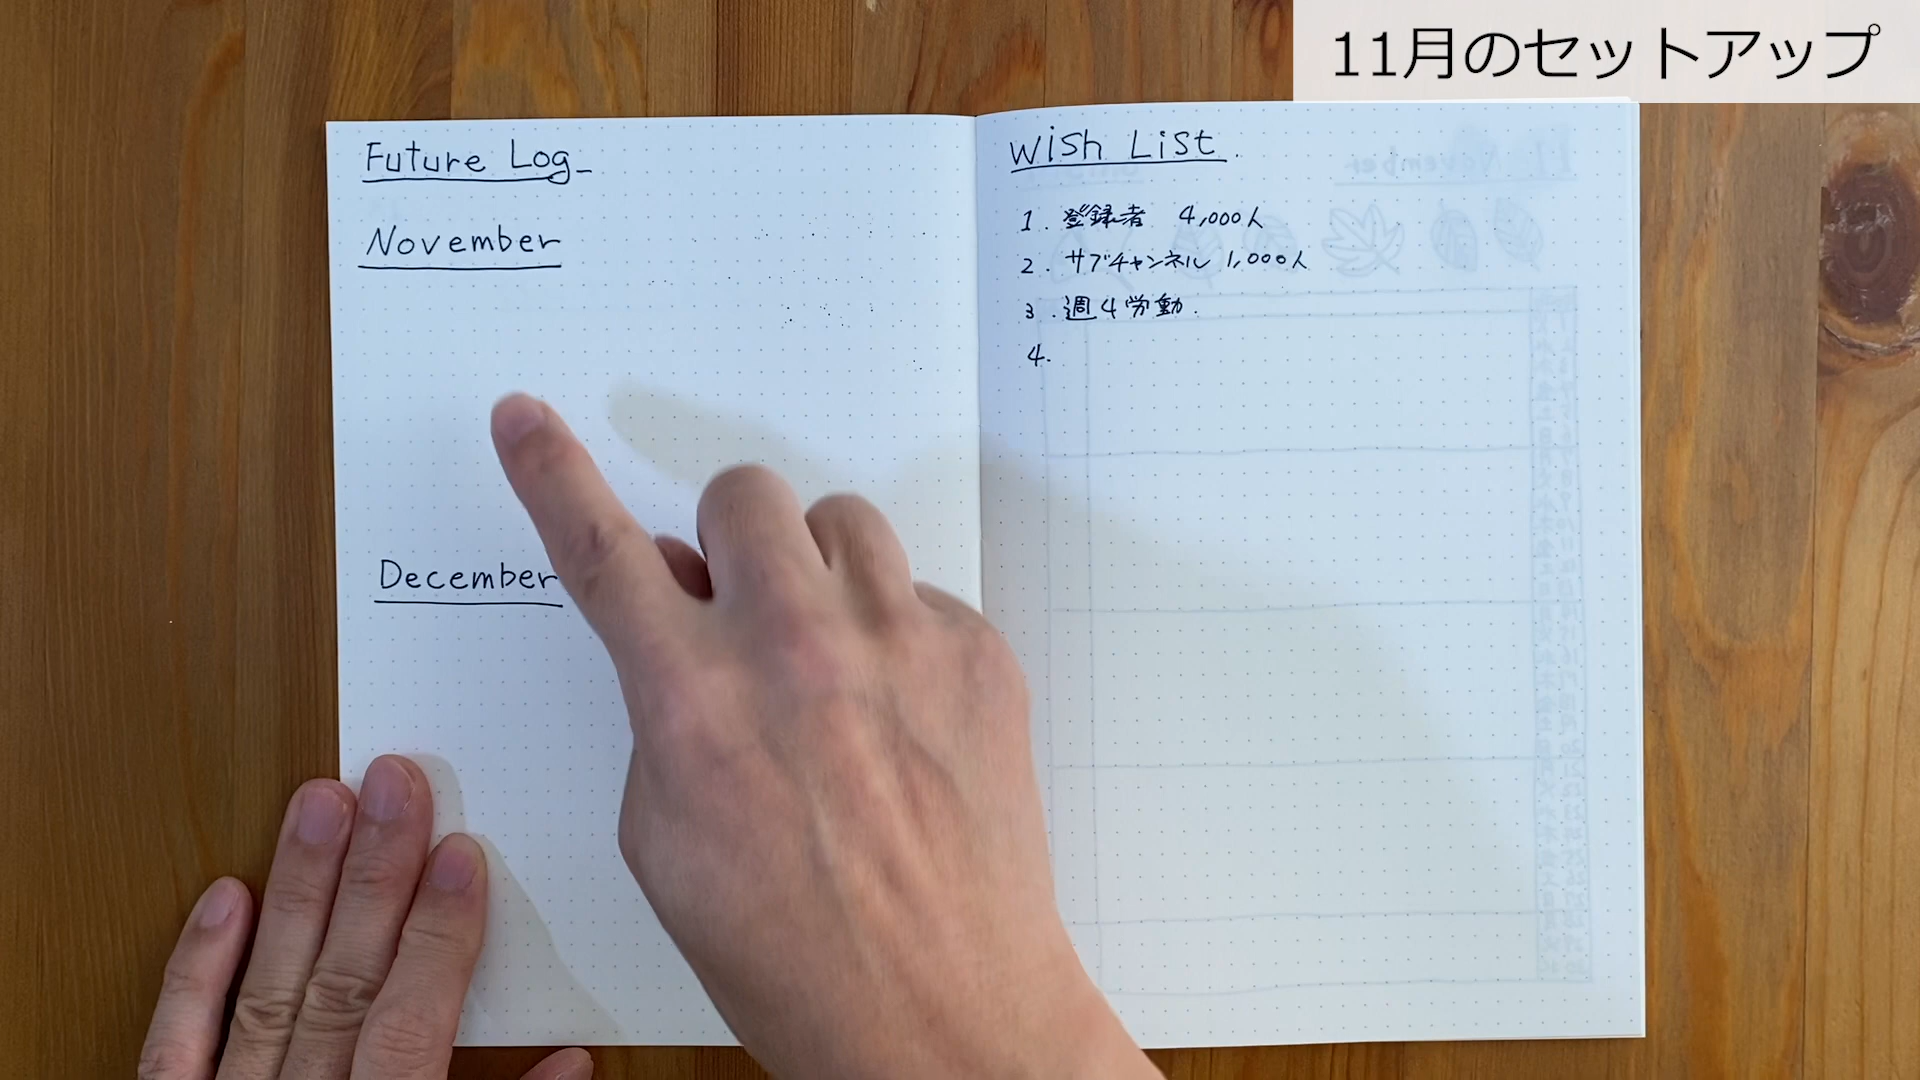 11月のセットアップ
Future Log
November
December
Wish List.
1. 登録者 4,000人
2. サブチャンネル 1,000人
3. 週4労働.
4.